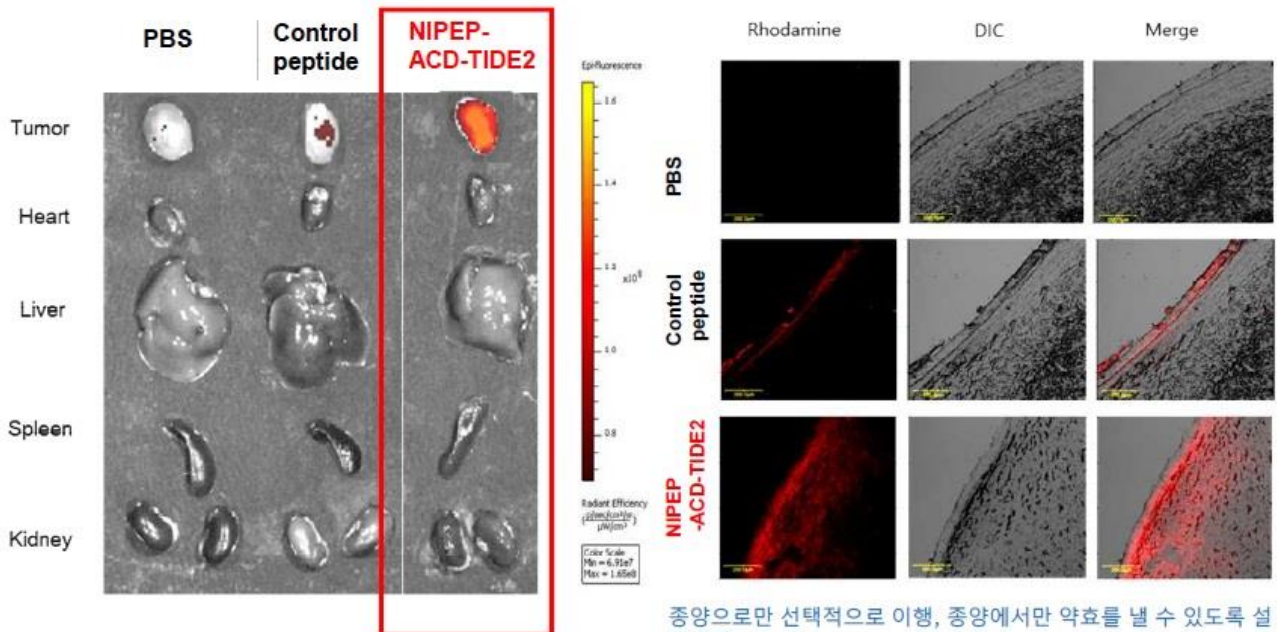 PBS
Control
peptide
NIPEP-
ACD-TIDE2
Tumor
Heart
Liver
Spleen
Kidney
Epi-fluorescence
1.6
1.4
1.2
x10⁸
1.0
0.8
Radiant Efficiency
Color Scale
Min = 6.91e7
Max = 1.65e8
Rhodamine
DIC
Merge
PBS
Control
peptide
NIPEP
-ACD-TIDE2
종양으로만 선택적으로 이행, 종양에서만 약효를 낼 수 있도록 설